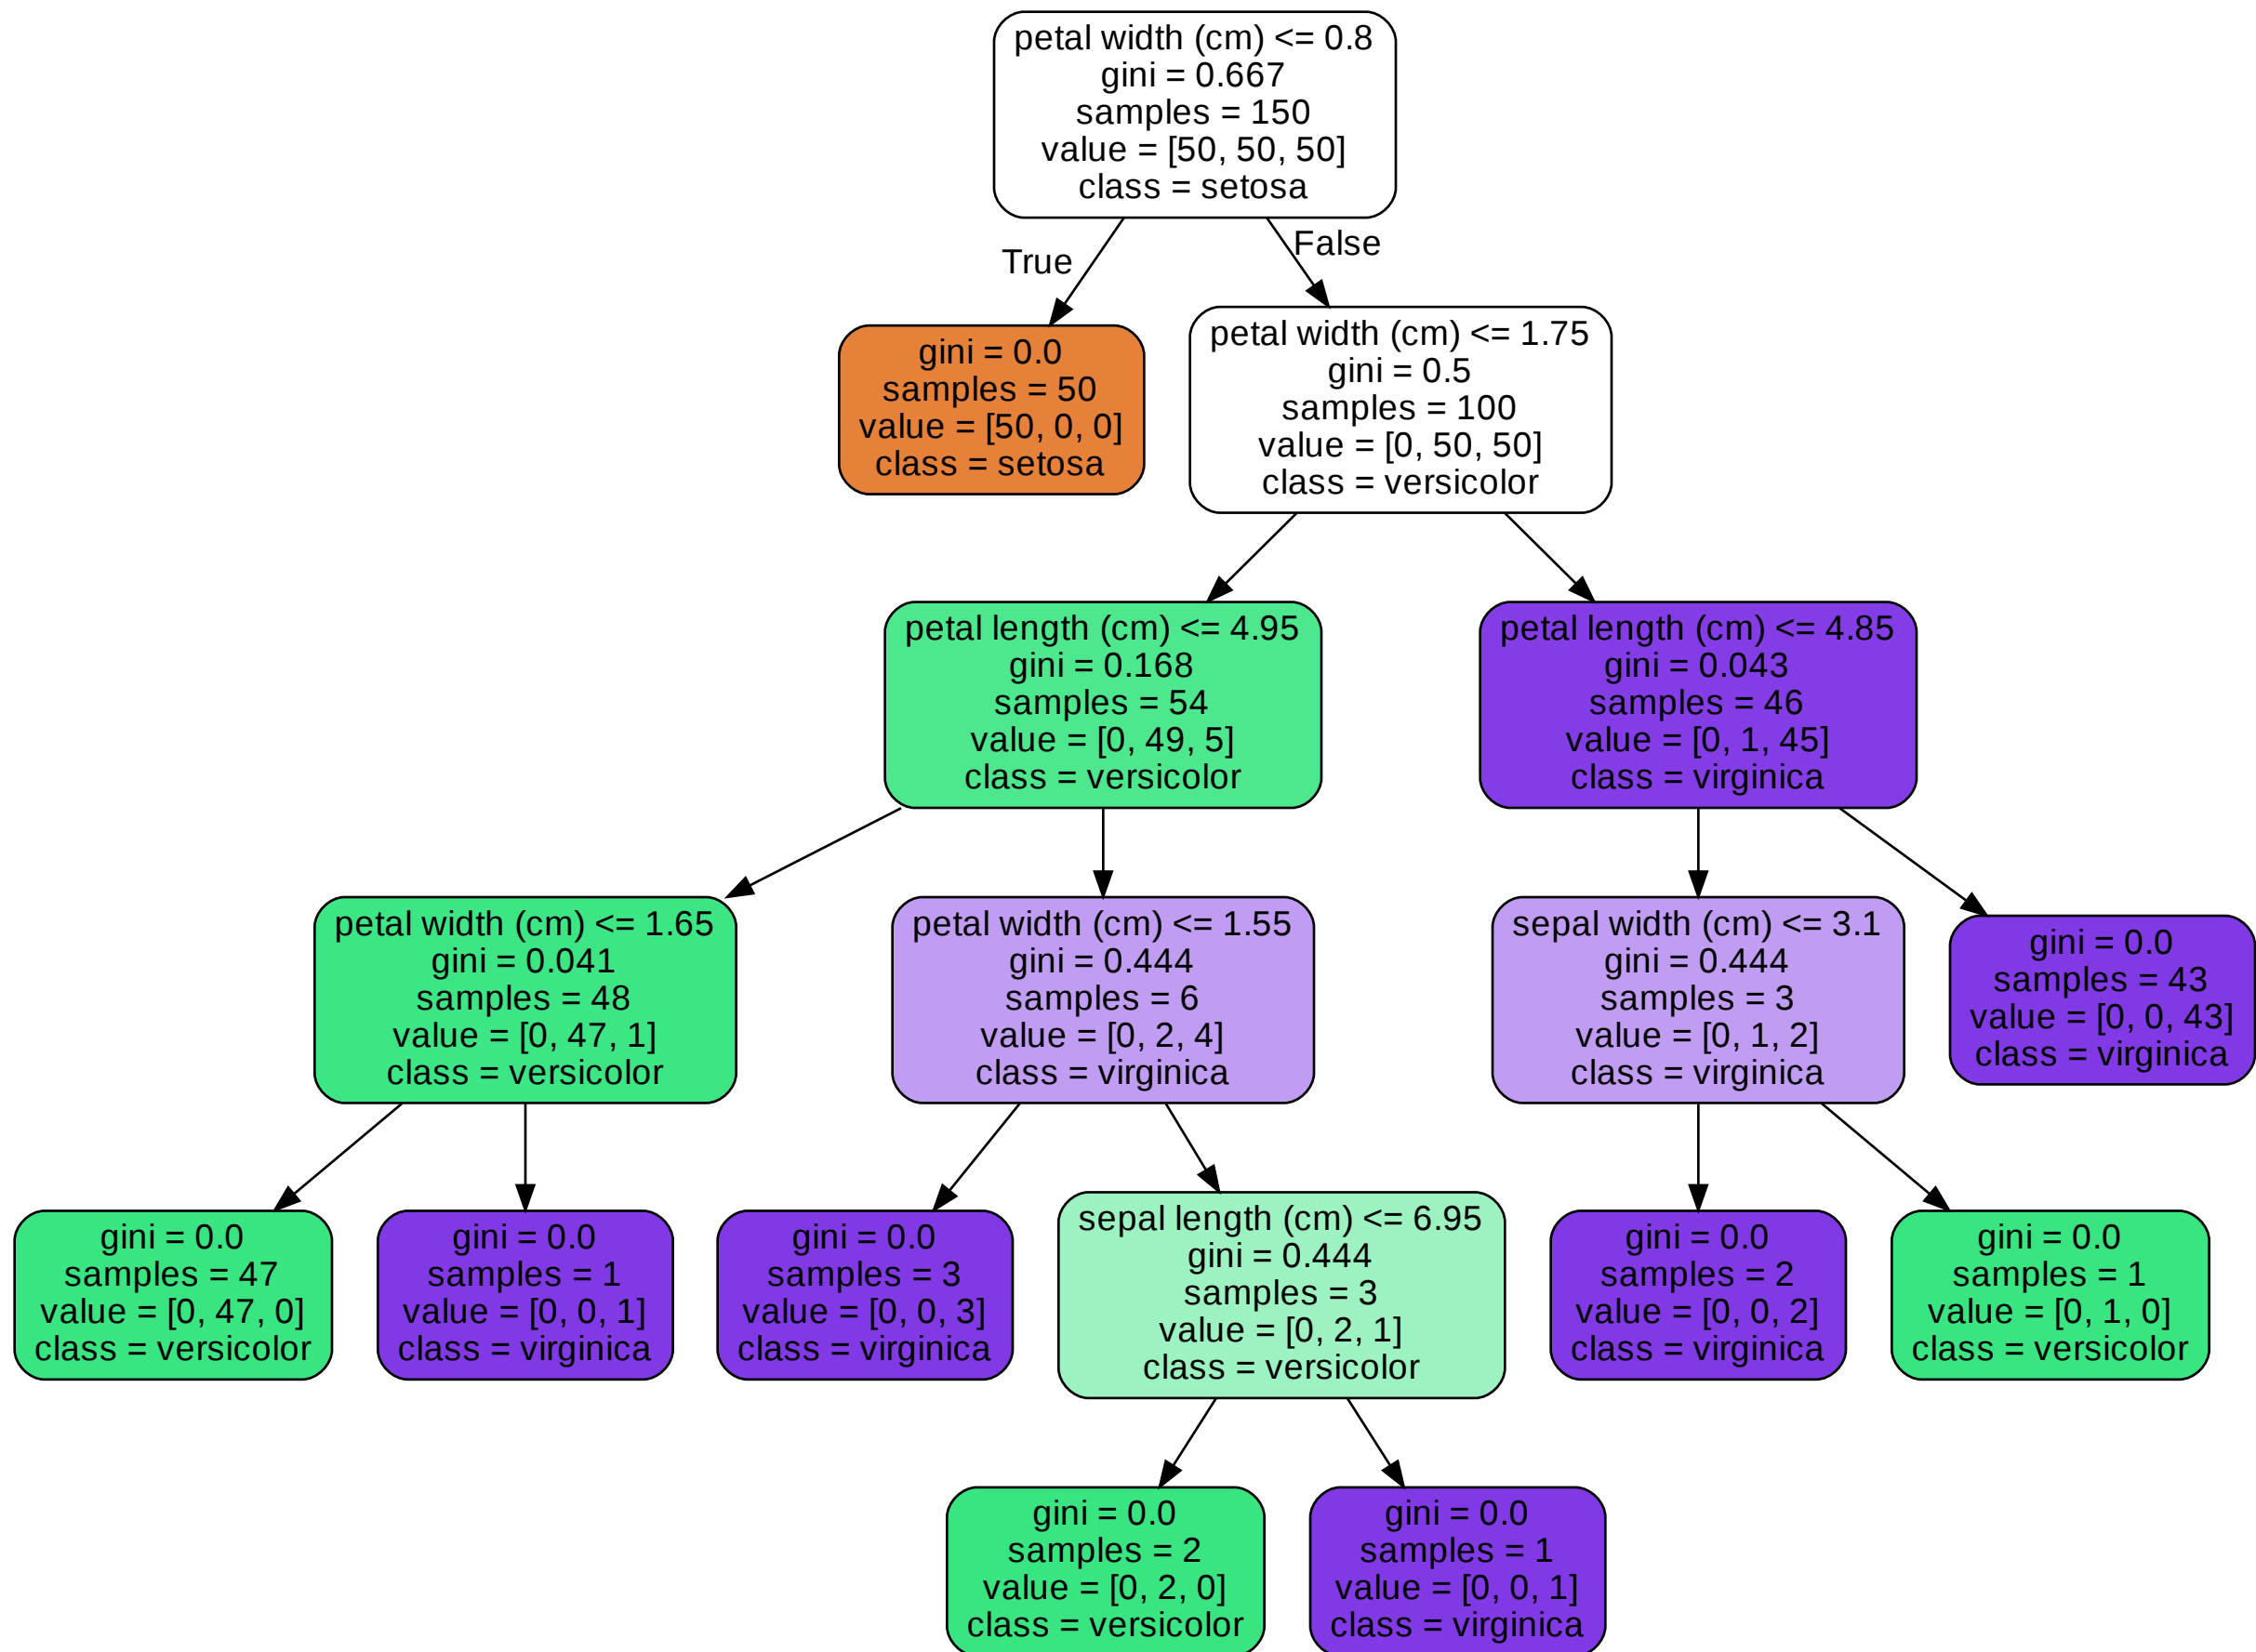 petal width (cm) <= 0.8
gini = 0.667
samples = 150
value = [50, 50, 50]
class = setosa
True
False
gini = 0.0
samples = 50
value = [50, 0, 0]
class = setosa
petal width (cm) <= 1.75
gini = 0.5
samples = 100
value = [0, 50, 50]
class = versicolor
petal length (cm) <= 4.95
gini = 0.168
samples = 54
value = [0, 49, 5]
class = versicolor
petal length (cm) <= 4.85
gini = 0.043
samples = 46
value = [0, 1, 45]
class = virginica
petal width (cm) <= 1.65
gini = 0.041
samples = 48
value = [0, 47, 1]
class = versicolor
petal width (cm) <= 1.55
gini = 0.444
samples = 6
value = [0, 2, 4]
class = virginica
sepal width (cm) <= 3.1
gini = 0.444
samples = 3
value = [0, 1, 2]
class = virginica
gini = 0.0
samples = 43
value = [0, 0, 43]
class = virginica
gini = 0.0
samples = 47
value = [0, 47, 0]
class = versicolor
gini = 0.0
samples = 1
value = [0, 0, 1]
class = virginica
gini = 0.0
samples = 3
value = [0, 0, 3]
class = virginica
sepal length (cm) <= 6.95
gini = 0.444
samples = 3
value = [0, 2, 1]
class = versicolor
gini = 0.0
samples = 2
value = [0, 0, 2]
class = virginica
gini = 0.0
samples = 1
value = [0, 1, 0]
class = versicolor
gini = 0.0
samples = 2
value = [0, 2, 0]
class = versicolor
gini = 0.0
samples = 1
value = [0, 0, 1]
class = virginica